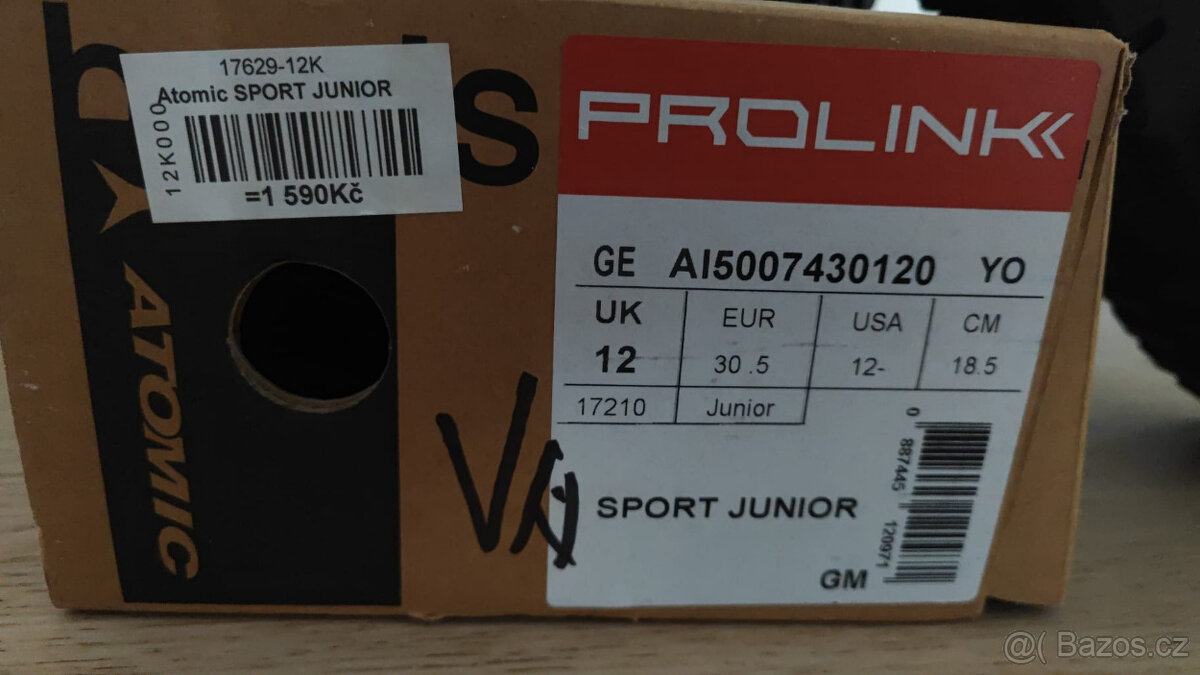 17629-12K
Atomic SPORT JUNIOR
12K000
=1 590Kč
ATOMIC
PROLINK
GE AI5007430120 YO
UK EUR USA CM
12 30 .5 12- 18.5
17210 Junior
SPORT JUNIOR
GM
0 887445 120971
@( Bazos.cz